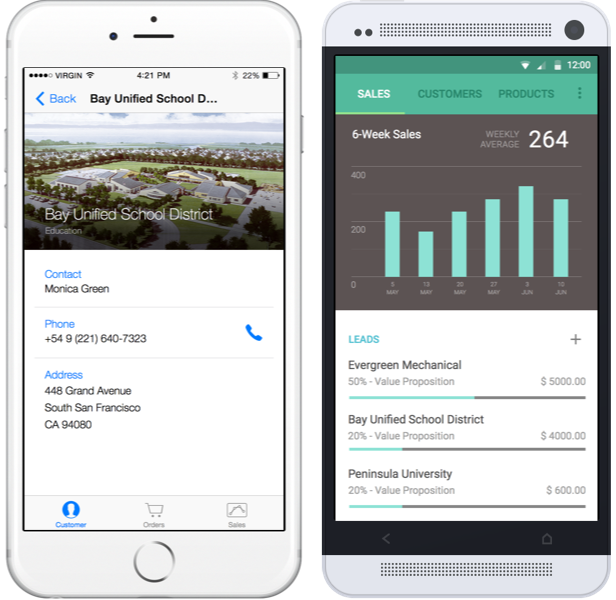 VIRGIN
4:21 PM
22%
Back
Bay Unified School D...
Bay Unified School District
Education
Contact
Monica Green
Phone
+54 9 (221) 640-7323
Address
448 Grand Avenue
South San Francisco
CA 94080
Customer
Orders
Sales
12:00
SALES
CUSTOMERS
PRODUCTS
6-Week Sales
WEEKLY
AVERAGE
264
400
200
0
6 MAY
13 MAY
20 MAY
27 MAY
3 JUN
10 JUN
LEADS
+
Evergreen Mechanical
50% - Value Proposition
$ 5000.00
Bay Unified School District
20% - Value Proposition
$ 4000.00
Peninsula University
20% - Value Proposition
$ 600.00